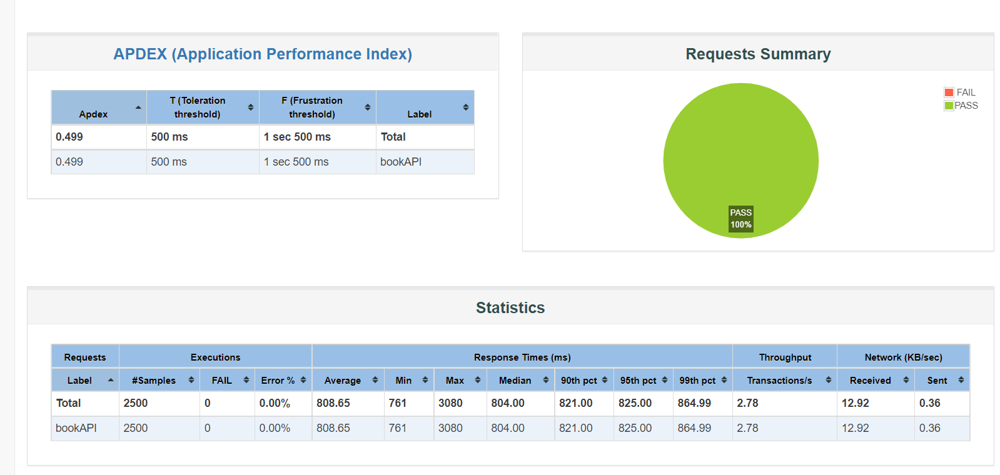 APDEX (Application Performance Index)
Apdex T (Toleration threshold) F (Frustration threshold) Label
0.499 500 ms 1 sec 500 ms Total
0.499 500 ms 1 sec 500 ms bookAPI
Requests Summary
FAIL
PASS
PASS
100%
Statistics
Requests Executions Response Times (ms) Throughput Network (KB/sec)
Label #Samples FAIL Error % Average Min Max Median 90th pct 95th pct 99th pct Transactions/s Received Sent
Total 2500 0 0.00% 808.65 761 3080 804.00 821.00 825.00 864.99 2.78 12.92 0.36
bookAPI 2500 0 0.00% 808.65 761 3080 804.00 821.00 825.00 864.99 2.78 12.92 0.36